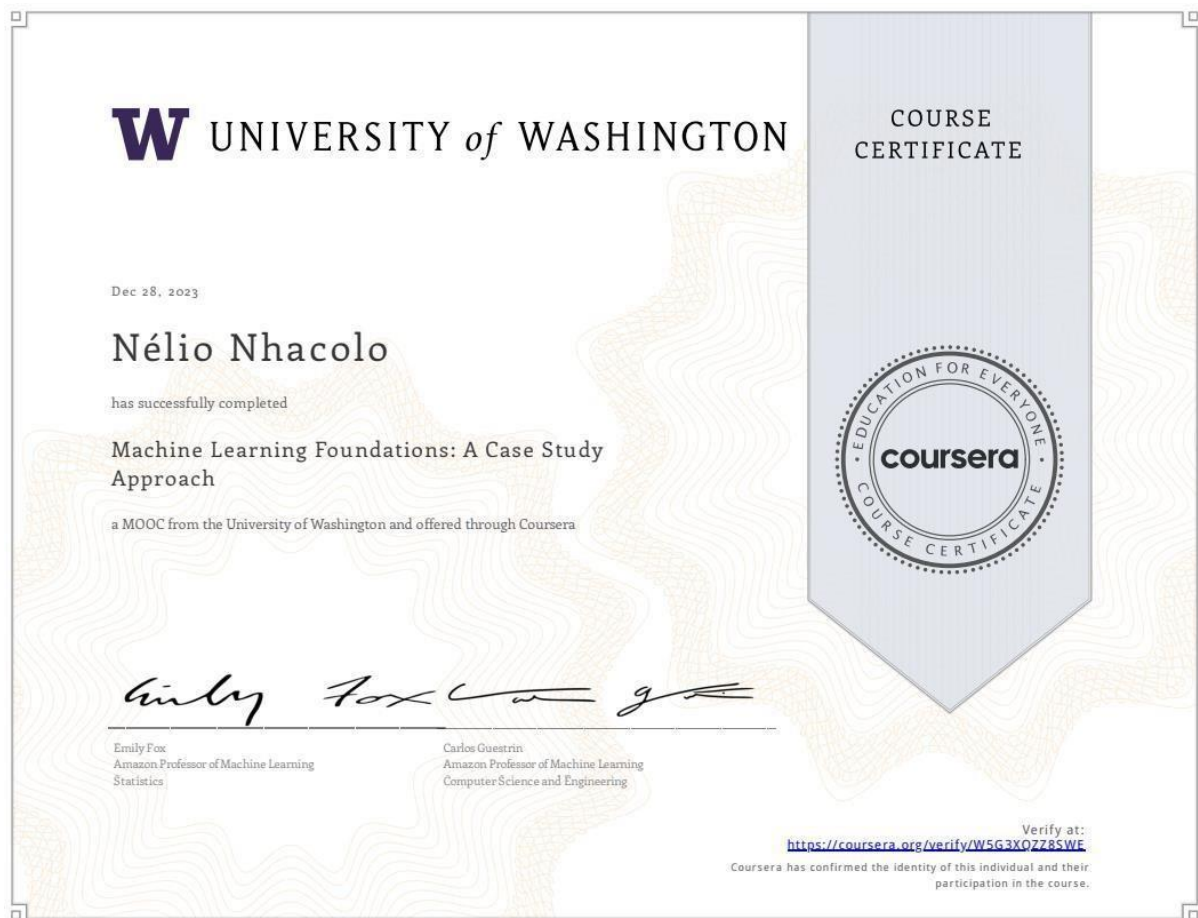 W UNIVERSITY of WASHINGTON
COURSE
CERTIFICATE
Dec 28, 2023
Nélio Nhacolo
has successfully completed
Machine Learning Foundations: A Case Study
Approach
a MOOC from the University of Washington and offered through Coursera
EDUCATION FOR EVERYONE
coursera
COURSE CERTIFICATE
Emily Fox
Emily Fox
Amazon Professor of Machine Learning
Statistics
Carlos Guestrin
Amazon Professor of Machine Learning
Computer Science and Engineering
Verify at:
https://coursera.org/verify/W5G3XQZZ8SWE
Coursera has confirmed the identity of this individual and their
participation in the course.